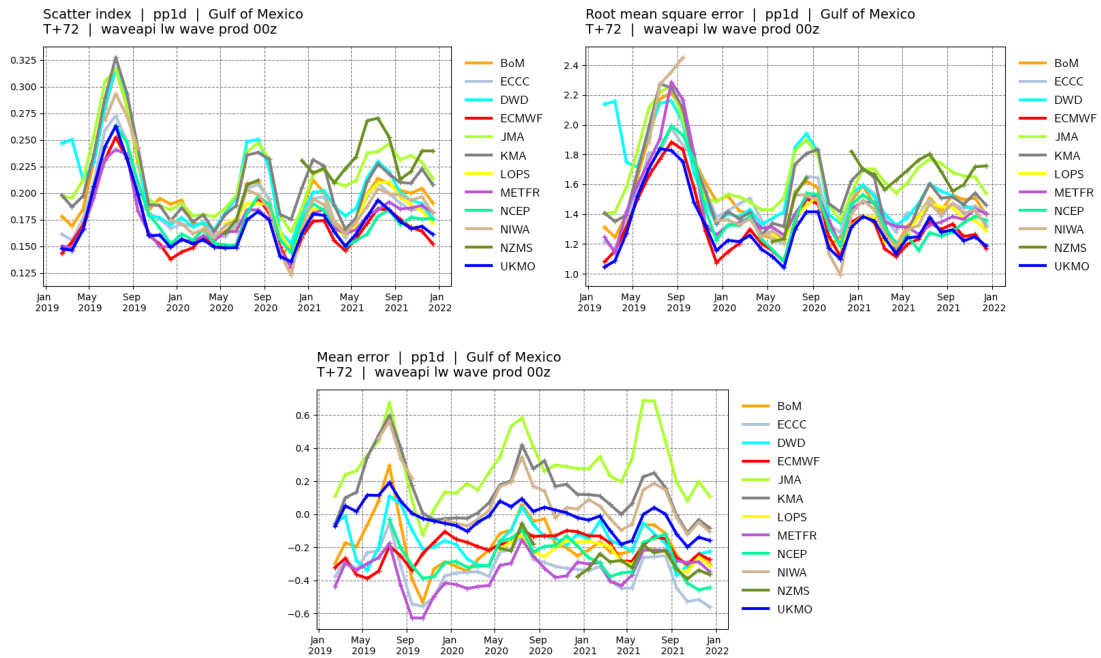 Scatter index | pp1d | Gulf of Mexico
T+72 | waveapi lw wave prod 00z
0.325
0.300
0.275
0.250
0.225
0.200
0.175
0.150
0.125
Jan 2019
May 2019
Sep 2019
Jan 2020
May 2020
Sep 2020
Jan 2021
May 2021
Sep 2021
Jan 2022
BoM
ECCC
DWD
ECMWF
JMA
KMA
LOPS
METFR
NCEP
NIWA
NZMS
UKMO
Root mean square error | pp1d | Gulf of Mexico
T+72 | waveapi lw wave prod 00z
2.4
2.2
2.0
1.8
1.6
1.4
1.2
1.0
Jan 2019
May 2019
Sep 2019
Jan 2020
May 2020
Sep 2020
Jan 2021
May 2021
Sep 2021
Jan 2022
BoM
ECCC
DWD
ECMWF
JMA
KMA
LOPS
METFR
NCEP
NIWA
NZMS
UKMO
Mean error | pp1d | Gulf of Mexico
T+72 | waveapi lw wave prod 00z
0.6
0.4
0.2
0.0
−0.2
−0.4
−0.6
Jan 2019
May 2019
Sep 2019
Jan 2020
May 2020
Sep 2020
Jan 2021
May 2021
Sep 2021
Jan 2022
BoM
ECCC
DWD
ECMWF
JMA
KMA
LOPS
METFR
NCEP
NIWA
NZMS
UKMO